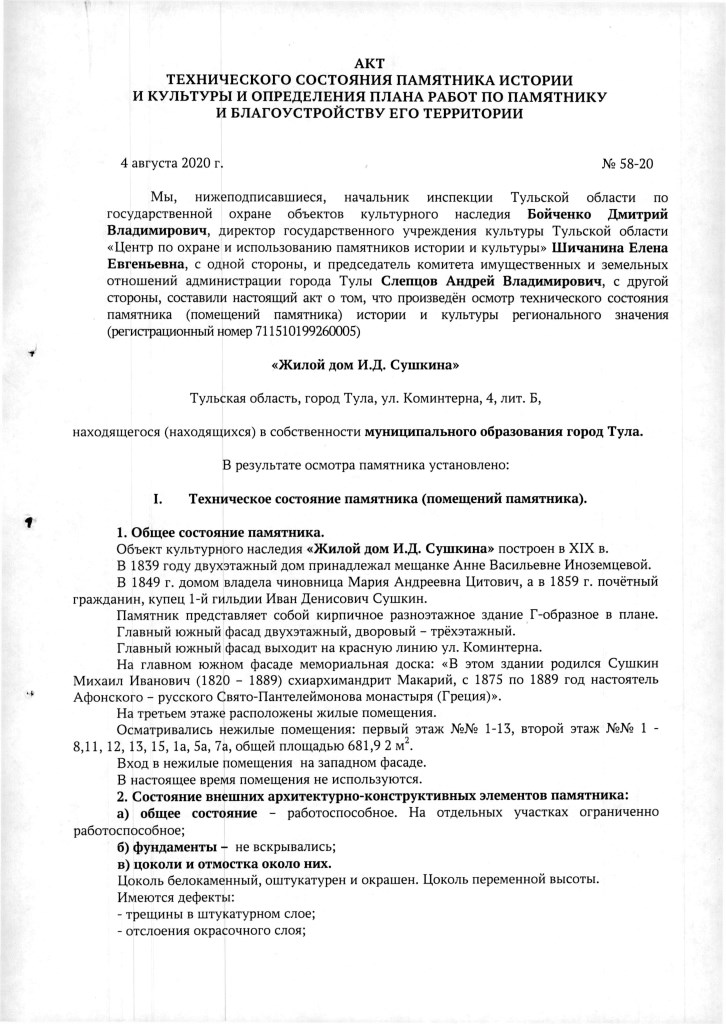 АКТ
ТЕХНИЧЕСКОГО СОСТОЯНИЯ ПАМЯТНИКА ИСТОРИИ
И КУЛЬТУРЫ И ОПРЕДЕЛЕНИЯ ПЛАНА РАБОТ ПО ПАМЯТНИКУ
И БЛАГОУСТРОЙСТВУ ЕГО ТЕРРИТОРИИ
4 августа 2020 г. № 58-20
Мы, нижеподписавшиеся, начальник инспекции Тульской области по
государственной охране объектов культурного наследия Бойченко Дмитрий
Владимирович, директор государственного учреждения культуры Тульской области
«Центр по охране и использованию памятников истории и культуры» Шичанина Елена
Евгеньевна, с одной стороны, и председатель комитета имущественных и земельных
отношений администрации города Тулы Слепцов Андрей Владимирович, с другой
стороны, составили настоящий акт о том, что произведён осмотр технического состояния
памятника (помещений памятника) истории и культуры регионального значения
(регистрационный номер 711510199260005)
«Жилой дом И.Д. Сушкина»
Тульская область, город Тула, ул. Коминтерна, 4, лит. Б,
находящегося (находящихся) в собственности муниципального образования город Тула.
В результате осмотра памятника установлено:
I. Техническое состояние памятника (помещений памятника).
1. Общее состояние памятника.
Объект культурного наследия «Жилой дом И.Д. Сушкина» построен в XIX в.
В 1839 году двухэтажный дом принадлежал мещанке Анне Васильевне Иноземцевой.
В 1849 г. домом владела чиновница Мария Андреевна Цитович, а в 1859 г. почётный
гражданин, купец 1-й гильдии Иван Денисович Сушкин.
Памятник представляет собой кирпичное разноэтажное здание Г-образное в плане.
Главный южный фасад двухэтажный, дворовый – трёхэтажный.
Главный южный фасад выходит на красную линию ул. Коминтерна.
На главном южном фасаде мемориальная доска: «В этом здании родился Сушкин
Михаил Иванович (1820 – 1889) схиархимандрит Макарий, с 1875 по 1889 год настоятель
Афонского – русского Свято-Пантелеймонова монастыря (Греция)».
На третьем этаже расположены жилые помещения.
Осматривались нежилые помещения: первый этаж №№ 1-13, второй этаж №№ 1 -
8,11, 12, 13, 15, 1а, 5а, 7а, общей площадью 681,9 2 м².
Вход в нежилые помещения на западном фасаде.
В настоящее время помещения не используются.
2. Состояние внешних архитектурно-конструктивных элементов памятника:
а) общее состояние – работоспособное. На отдельных участках ограниченно
работоспособное;
б) фундаменты – не вскрывались;
в) цоколи и отмостка около них.
Цоколь белокаменный, оштукатурен и окрашен. Цоколь переменной высоты.
Имеются дефекты:
- трещины в штукатурном слое;
- отслоения окрасочного слоя;